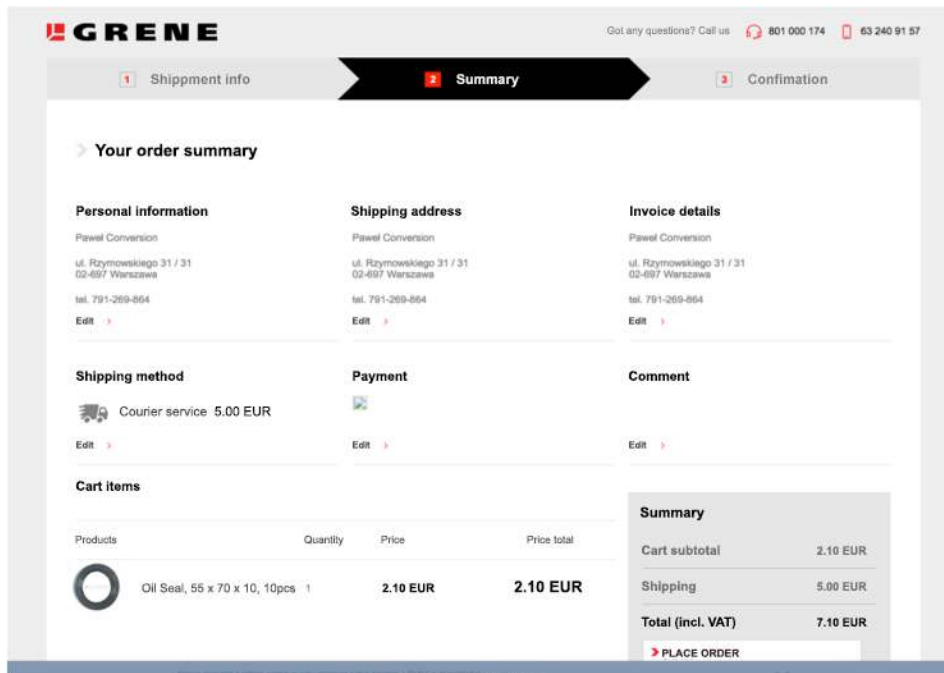 GRENE
Got any questions? Call us 801 000 174 63 240 91 57
1 Shippment info
2 Summary
3 Confimation
Your order summary
Personal information
Paweł Conversion
ul. Rzymowskiego 31 / 31
02-697 Warszawa
tel. 791-269-864
Edit
Shipping address
Paweł Conversion
ul. Rzymowskiego 31 / 31
02-697 Warszawa
tel. 791-269-864
Edit
Invoice details
Paweł Conversion
ul. Rzymowskiego 31 / 31
02-697 Warszawa
tel. 791-269-864
Edit
Shipping method
Courier service 5.00 EUR
Edit
Payment
Edit
Comment
Edit
Cart items
Products Quantity Price Price total
Oil Seal, 55 x 70 x 10, 10pcs 1 2.10 EUR 2.10 EUR
Summary
Cart subtotal 2.10 EUR
Shipping 5.00 EUR
Total (incl. VAT) 7.10 EUR
PLACE ORDER